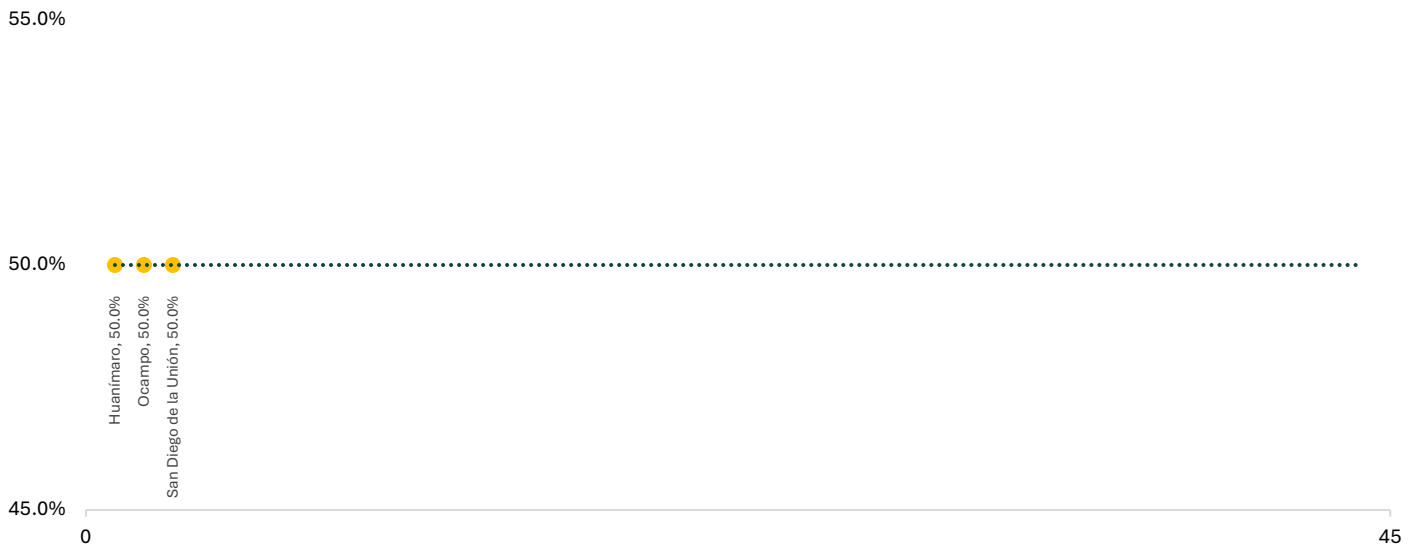 55.0%
50.0%
Huanímaro, 50.0%
Ocampo, 50.0%
San Diego de la Unión, 50.0%
45.0%
0
45